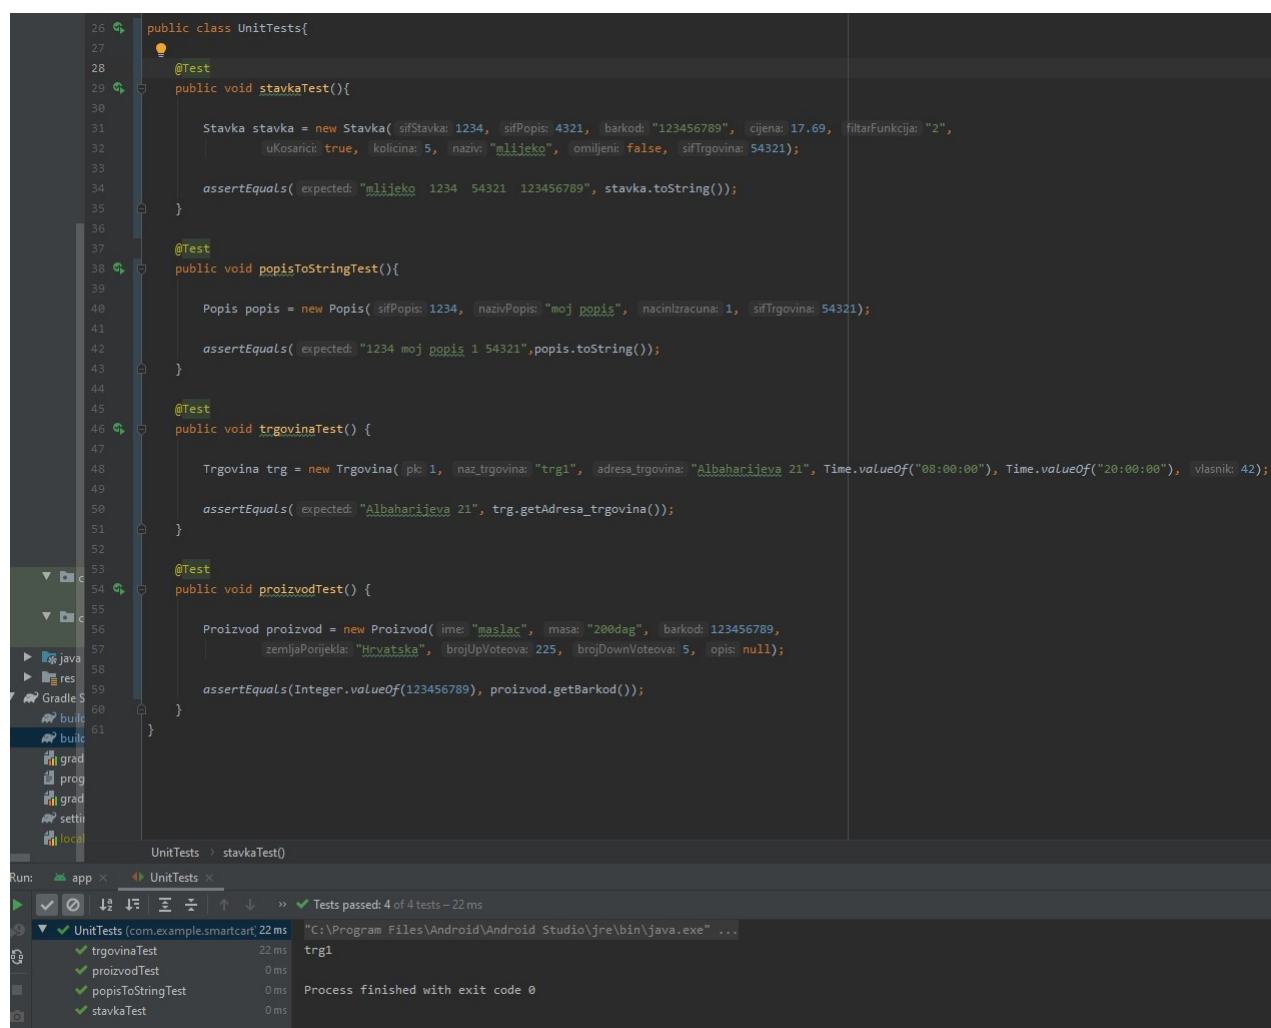 26 public class UnitTests{
27
28 @Test
29 public void stavkaTest(){
30
31 Stavka stavka = new Stavka( sifStavka: 1234, sifPopis: 4321, barkod: "123456789", cijena: 17.69, filtarFunkcija: "2",
32 uKosarici: true, kolicina: 5, naziv: "mlijeko", omiljeni: false, sifTrgovina: 54321);
33
34 assertEquals( expected: "mlijeko  1234  54321  123456789", stavka.toString());
35 }
36
37 @Test
38 public void popisToStringTest(){
39
40 Popis popis = new Popis( sifPopis: 1234, nazivPopis: "moj popis", nacinIzracuna: 1, sifTrgovina: 54321);
41
42 assertEquals( expected: "1234 moj popis 1 54321",popis.toString());
43 }
44
45 @Test
46 public void trgovinaTest() {
47
48 Trgovina trg = new Trgovina( pk: 1, naz_trgovina: "trg1", adresa_trgovina: "Albaharijeva 21", Time.valueOf("08:00:00"), Time.valueOf("20:00:00"), vlasnik: 42);
49
50 assertEquals( expected: "Albaharijeva 21", trg.getAdresa_trgovina());
51 }
52
53 @Test
54 public void proizvodTest() {
55
56 Proizvod proizvod = new Proizvod( ime: "maslac", masa: "200dag", barkod: 123456789,
57 zemljaPorijekla: "Hrvatska", brojUpVoteova: 225, brojDownVoteova: 5, opis: null);
58
59 assertEquals(Integer.valueOf(123456789), proizvod.getBarkod());
60 }
61 }
c
c
java
res
Gradle S
build
build
grad
prog
grad
settin
local
UnitTests > stavkaTest()
Run: app × UnitTests ×
>> Tests passed: 4 of 4 tests – 22 ms
UnitTests (com.example.smartcart) 22 ms
trgovinaTest 22 ms
proizvodTest 0 ms
popisToStringTest 0 ms
stavkaTest 0 ms
"C:\Program Files\Android\Android Studio\jre\bin\java.exe" ...
trg1
Process finished with exit code 0